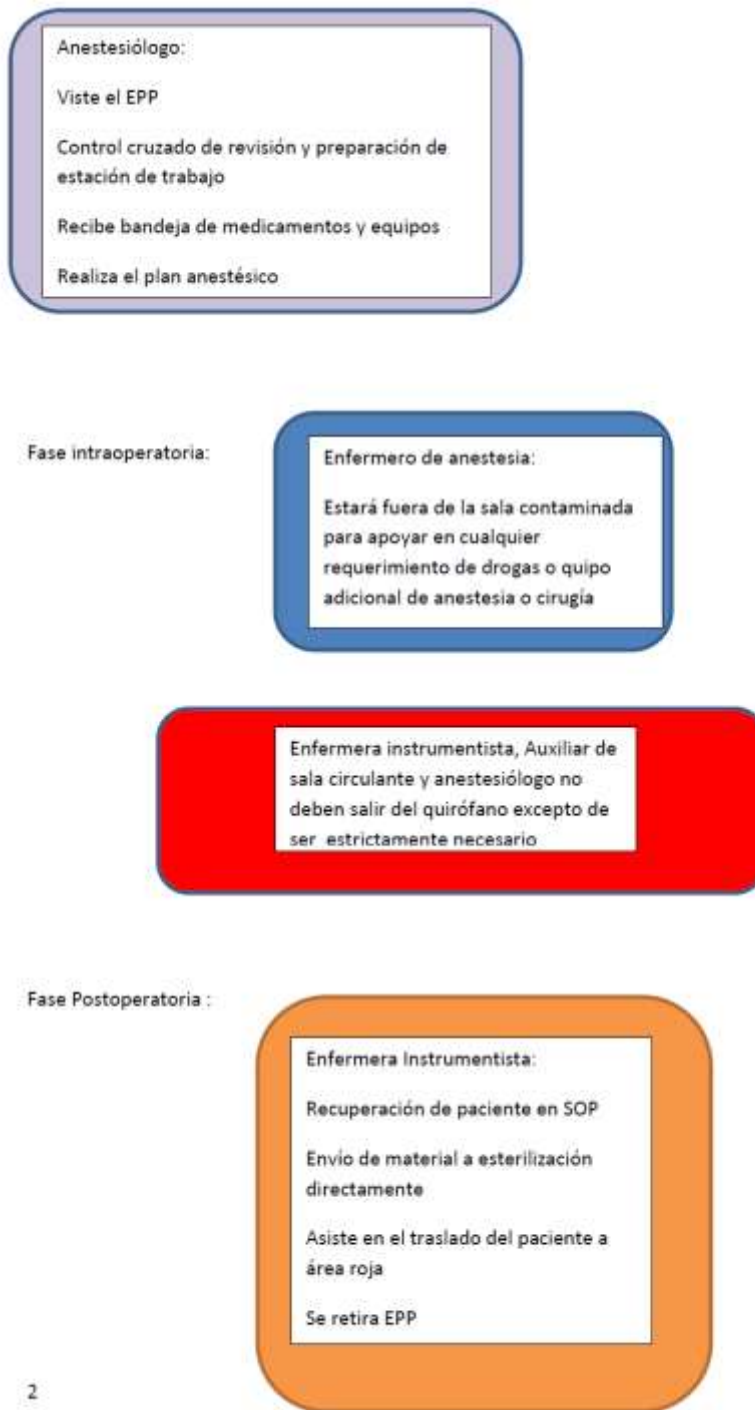 Anestesiólogo:
Viste el EPP
Control cruzado de revisión y preparación de
estación de trabajo
Recibe bandeja de medicamentos y equipos
Realiza el plan anestésico
Fase intraoperatoria:
Enfermero de anestesia:
Estará fuera de la sala contaminada
para apoyar en cualquier
requerimiento de drogas o quipo
adicional de anestesia o cirugía
Enfermera instrumentista, Auxiliar de
sala circulante y anestesiólogo no
deben salir del quirófano excepto de
ser estrictamente necesario
Fase Postoperatoria :
Enfermera Instrumentista:
Recuperación de paciente en SOP
Envío de material a esterilización
directamente
Asiste en el traslado del paciente a
área roja
Se retira EPP
2